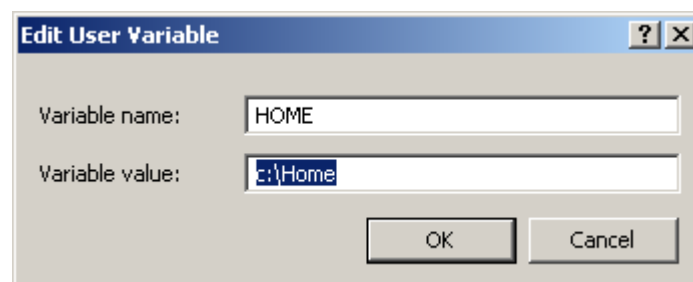 Edit User Variable
Variable name: HOME
Variable value: c:\Home
OK Cancel